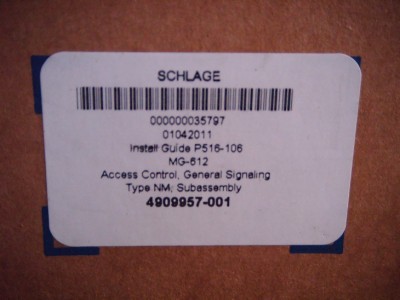 SCHLAGE
000000035797
01042011
Install Guide P516-106
MG-612
Access Control, General Signaling
Type NM, Subassembly
4909957-001